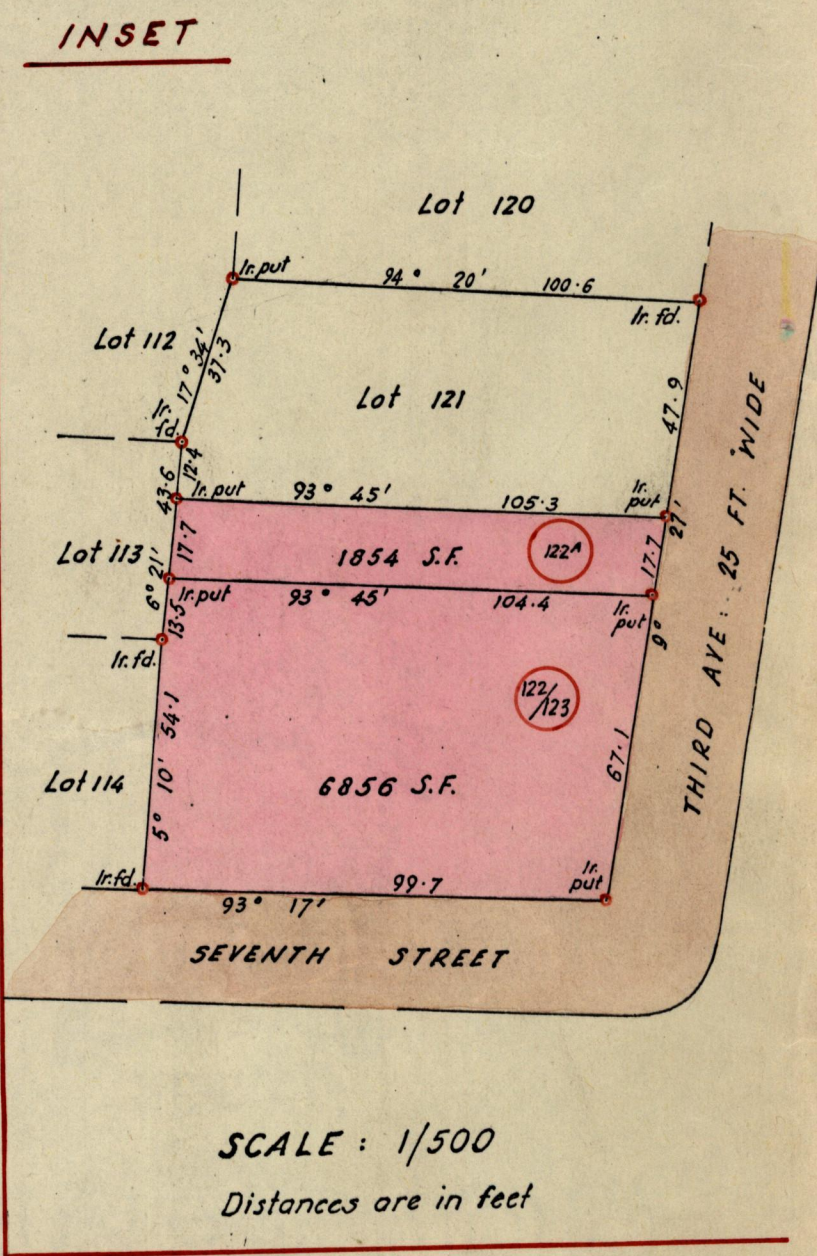 INSET
Lot 120
Ir. put
94° 20' 100·6
Ir. fd.
Lot 112
17° 34'
37·3
Lot 121
47·9
Ir. fd.
12·4
43·6
Ir. put
93° 45' 105·3
Ir. put
27'
Lot 113
17·7
1854 S.F.
122A
17·7
6° 21'
Ir. put
93° 45' 104·4
Ir. put
9°
13·5
Ir. fd.
122/123
54·1
67·1
THIRD AVE: 25 FT. WIDE
Lot 114
5° 10'
6856 S.F.
Ir. fd.
99·7
Ir. put
93° 17'
SEVENTH STREET
SCALE : 1/500
Distances are in feet